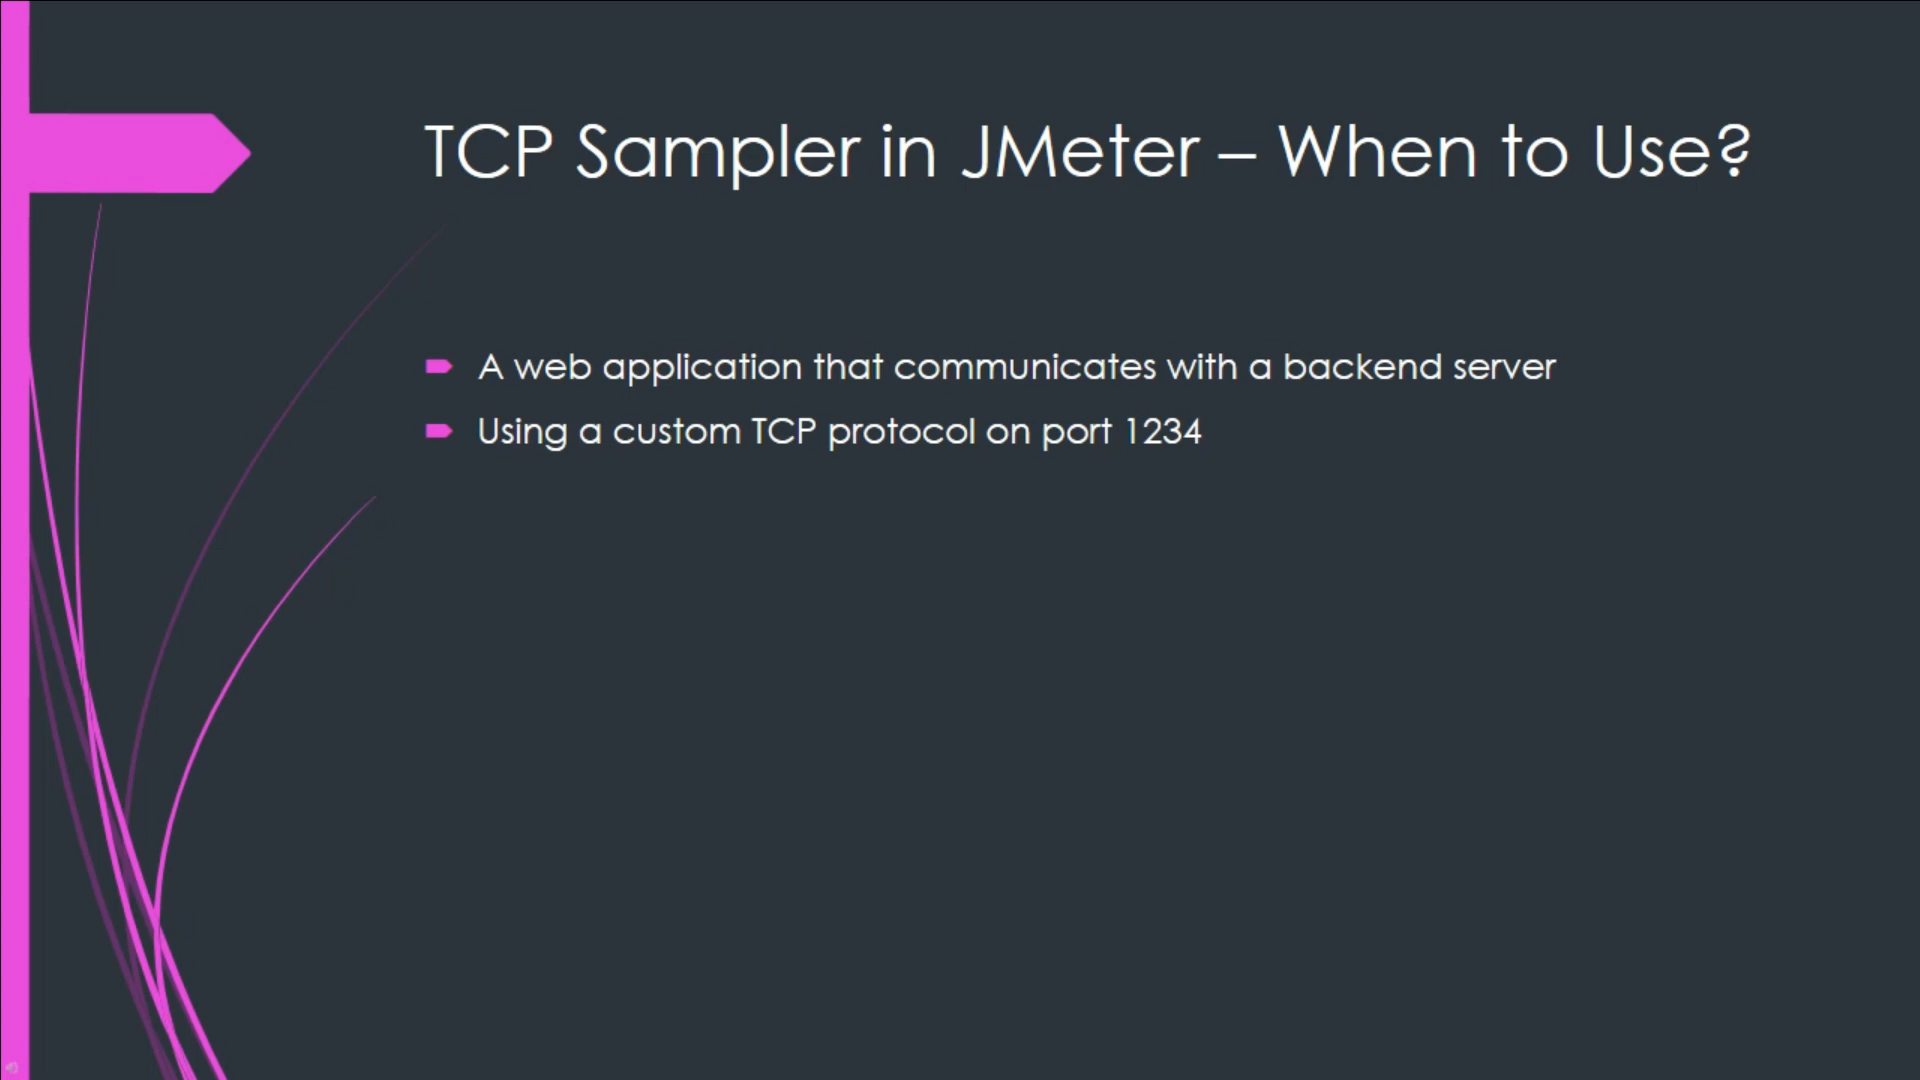 TCP Sampler in JMeter – When to Use?
A web application that communicates with a backend server
Using a custom TCP protocol on port 1234